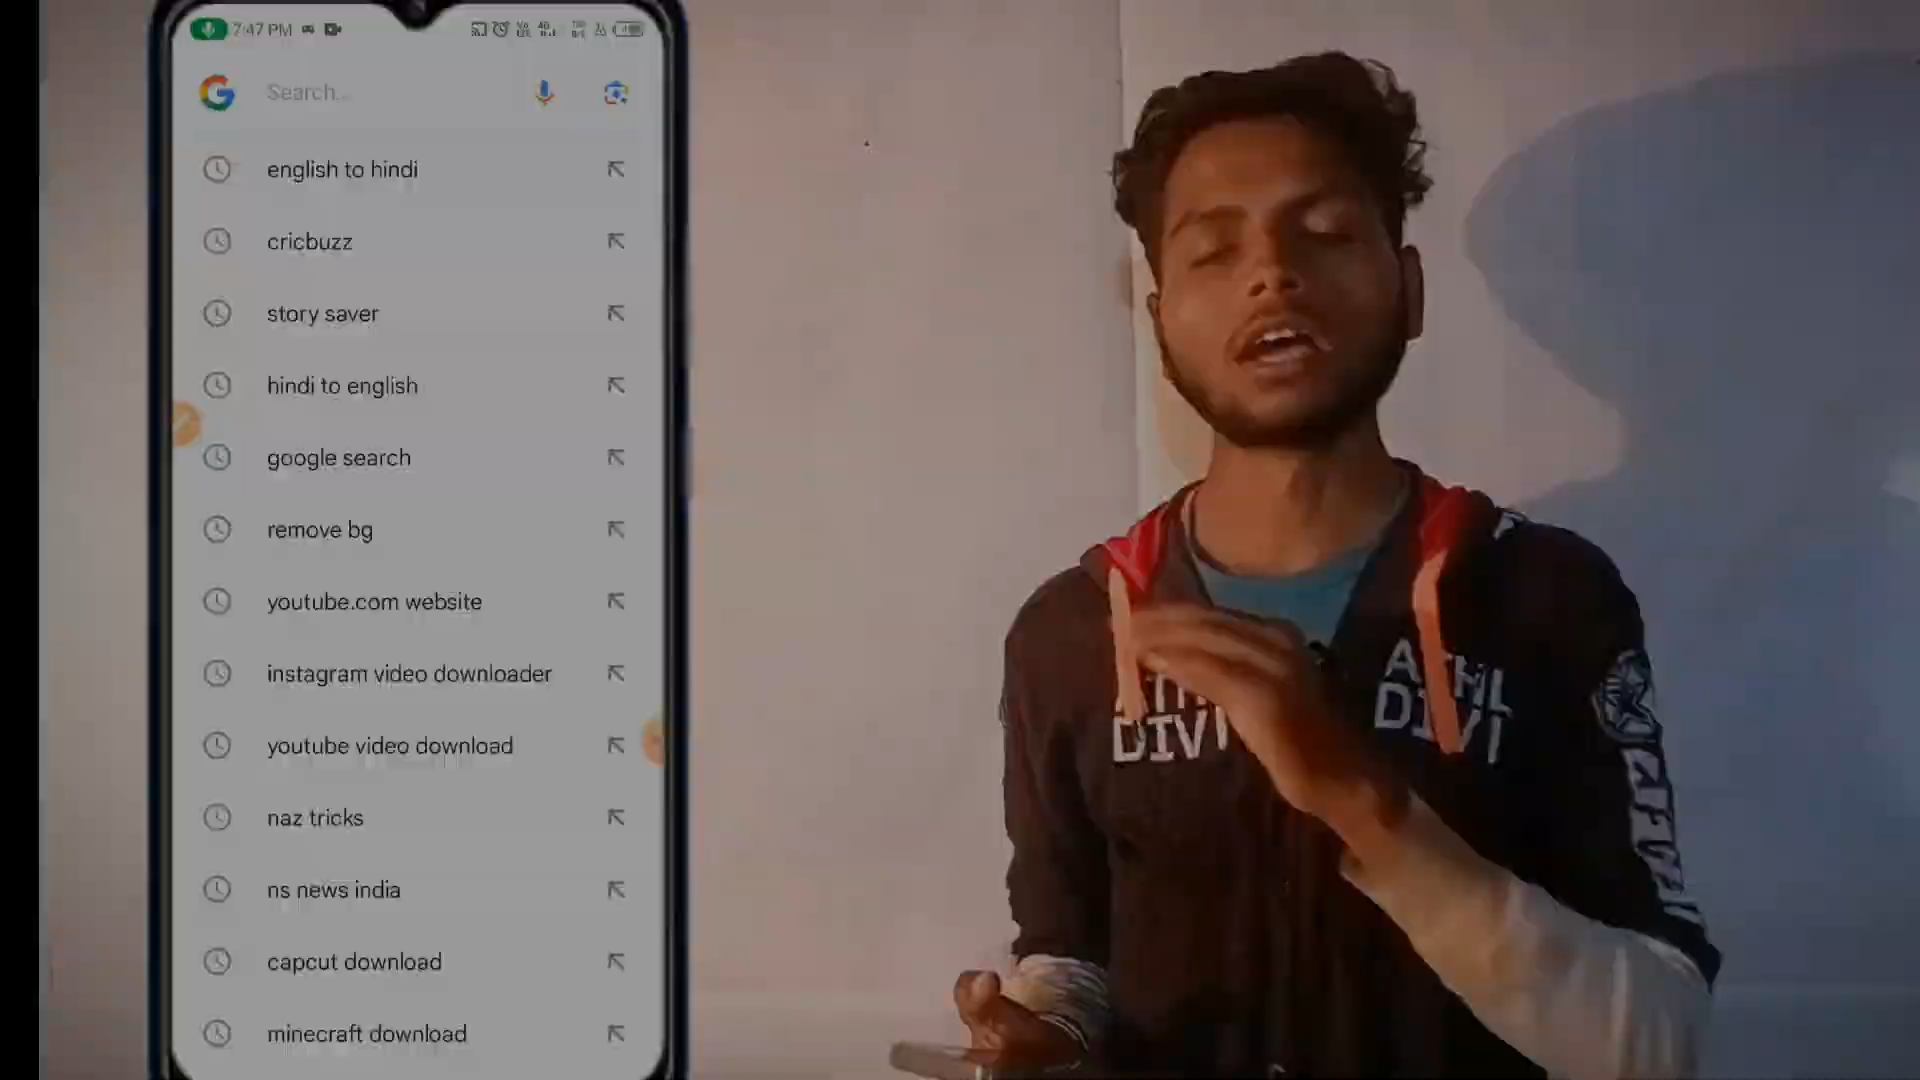 7:47 PM
Search...
english to hindi
cricbuzz
story saver
hindi to english
google search
remove bg
youtube.com website
instagram video downloader
youtube video download
naz tricks
ns news india
capcut download
minecraft download
DIVI
DIVI